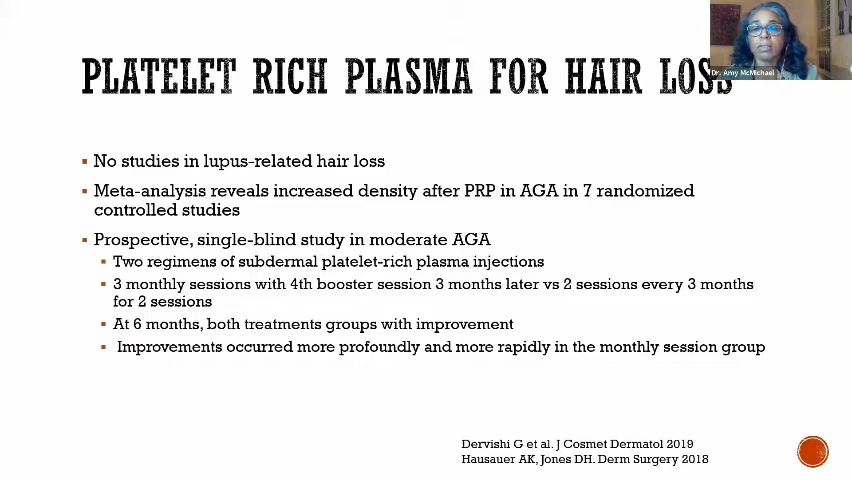 PLATELET RICH PLASMA FOR HAIR LOSS
Dr. Amy McMichael
▪ No studies in lupus-related hair loss
▪ Meta-analysis reveals increased density after PRP in AGA in 7 randomized
controlled studies
▪ Prospective, single-blind study in moderate AGA
▪ Two regimens of subdermal platelet-rich plasma injections
▪ 3 monthly sessions with 4th booster session 3 months later vs 2 sessions every 3 months
for 2 sessions
▪ At 6 months, both treatments groups with improvement
▪ Improvements occurred more profoundly and more rapidly in the monthly session group
Dervishi G et al. J Cosmet Dermatol 2019
Hausauer AK, Jones DH. Derm Surgery 2018